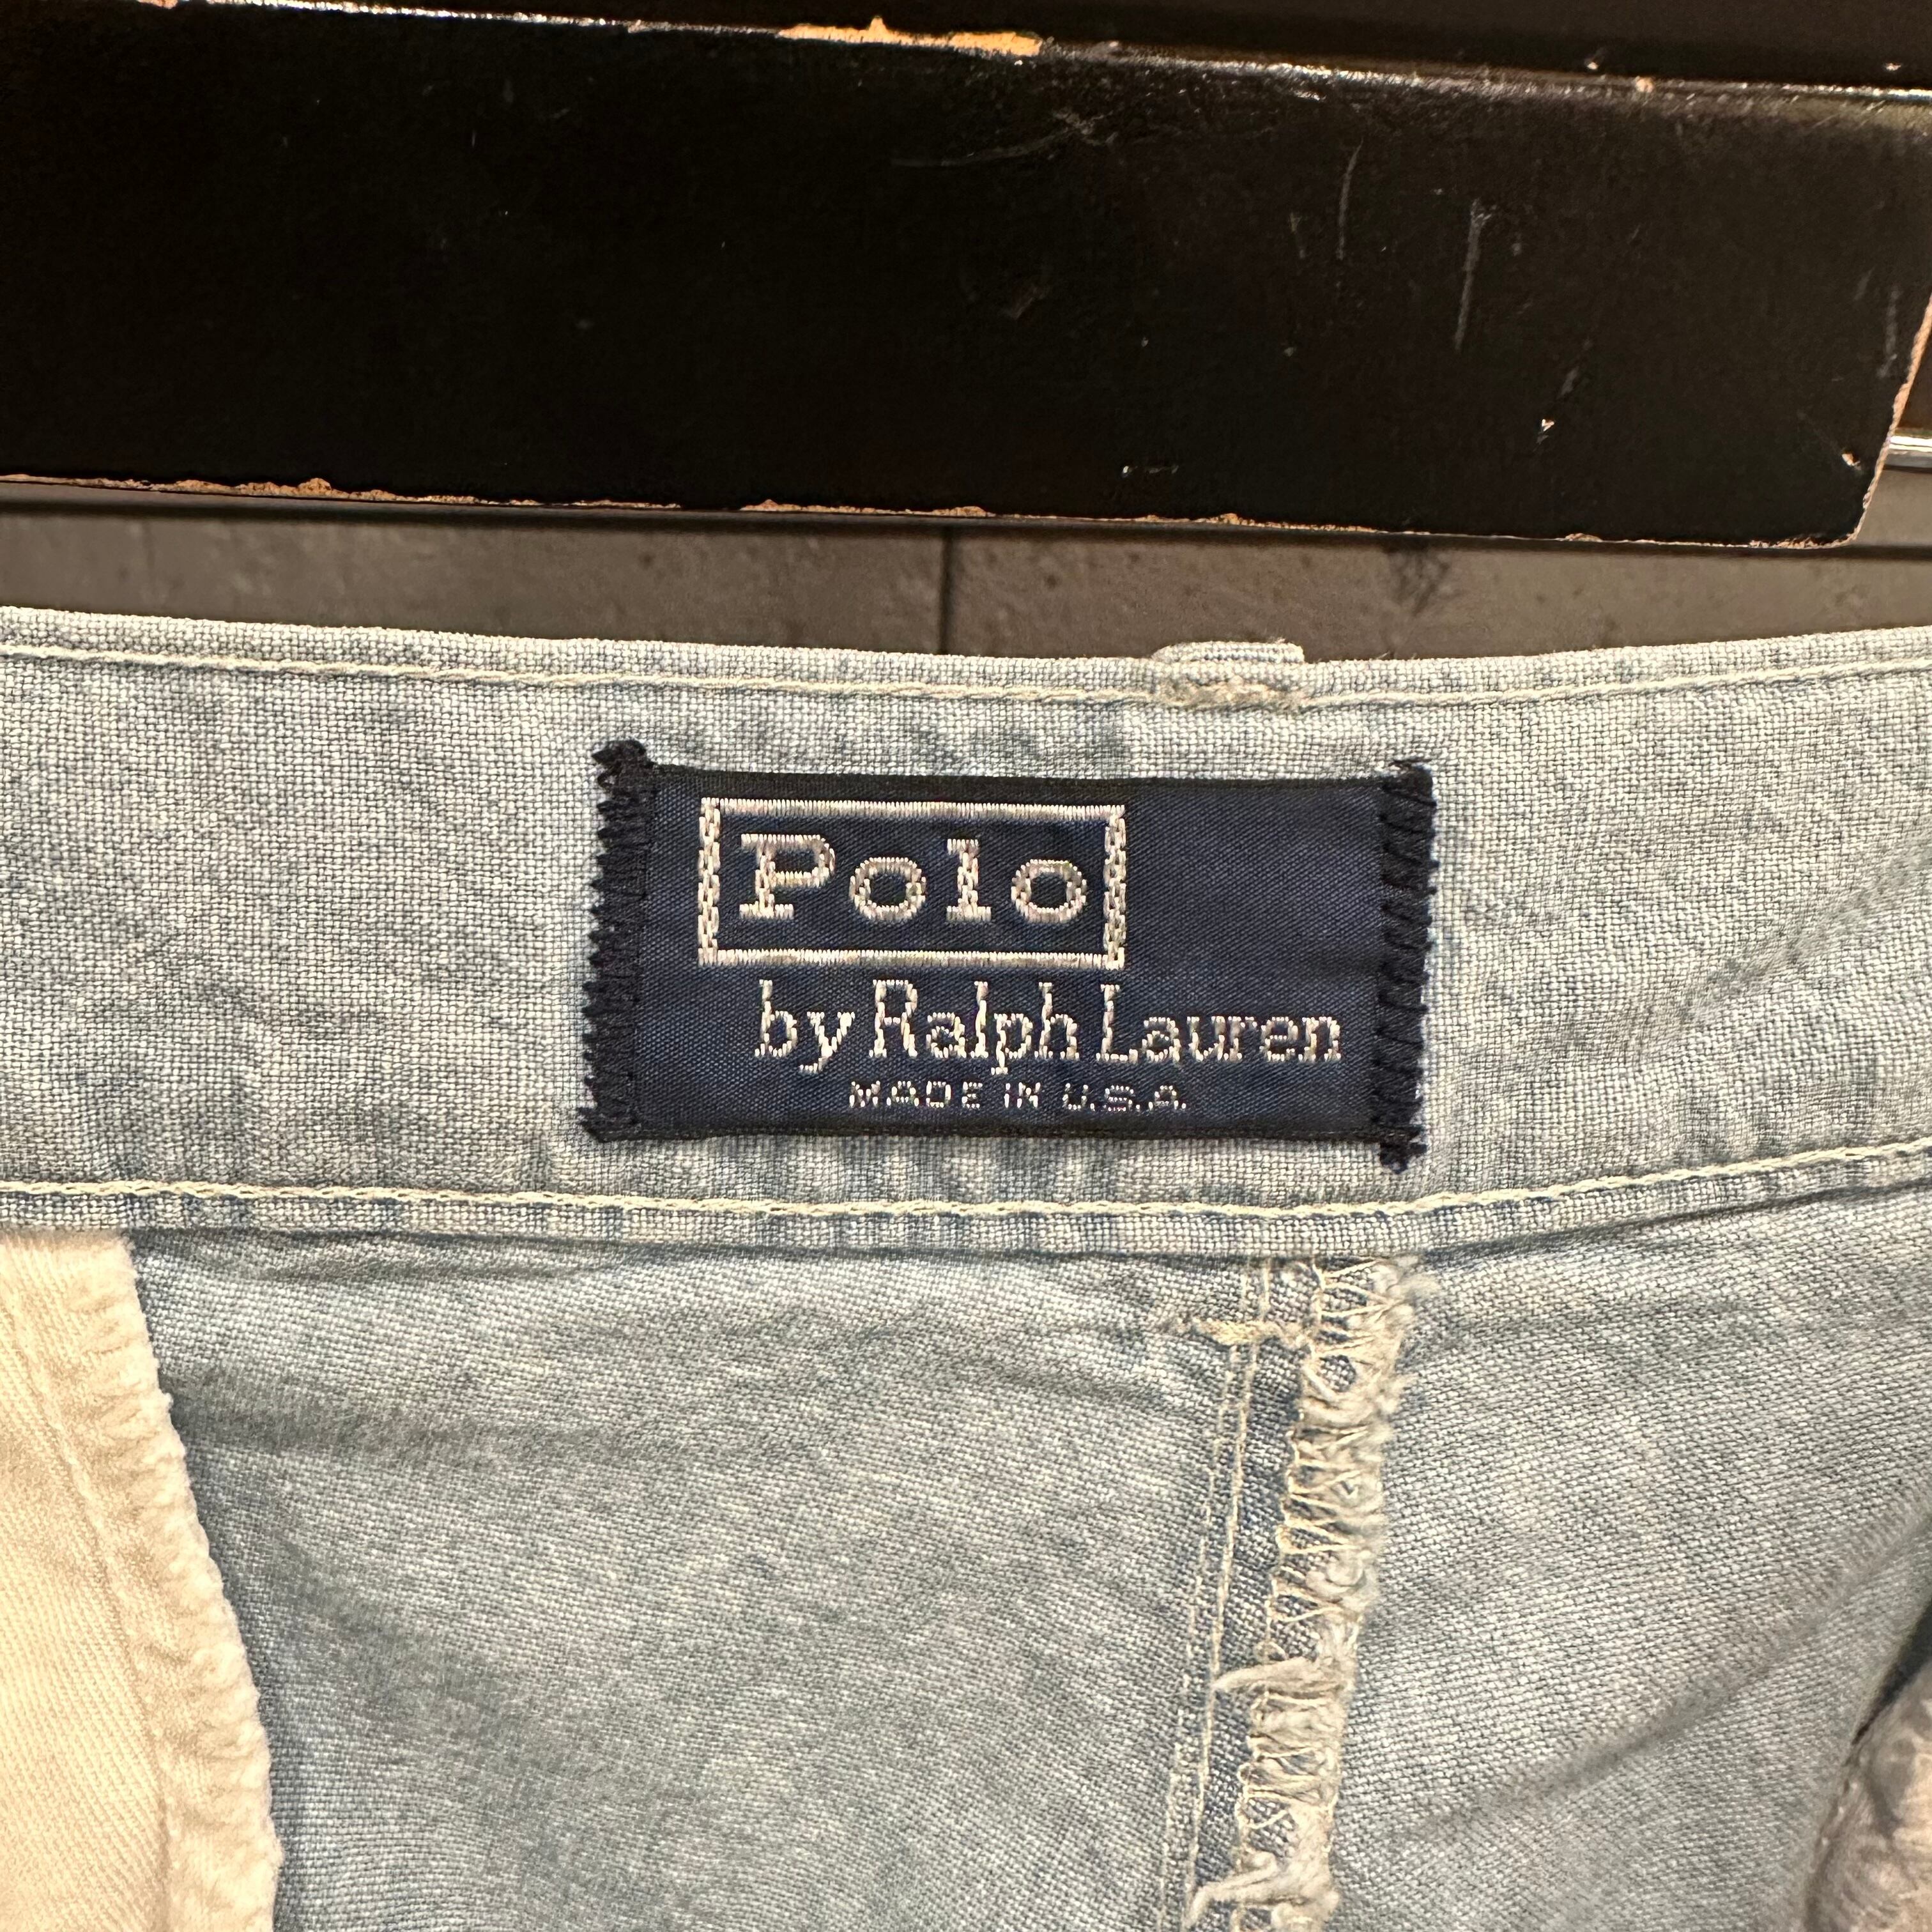 Polo
by Ralph Lauren
MADE IN U.S.A.